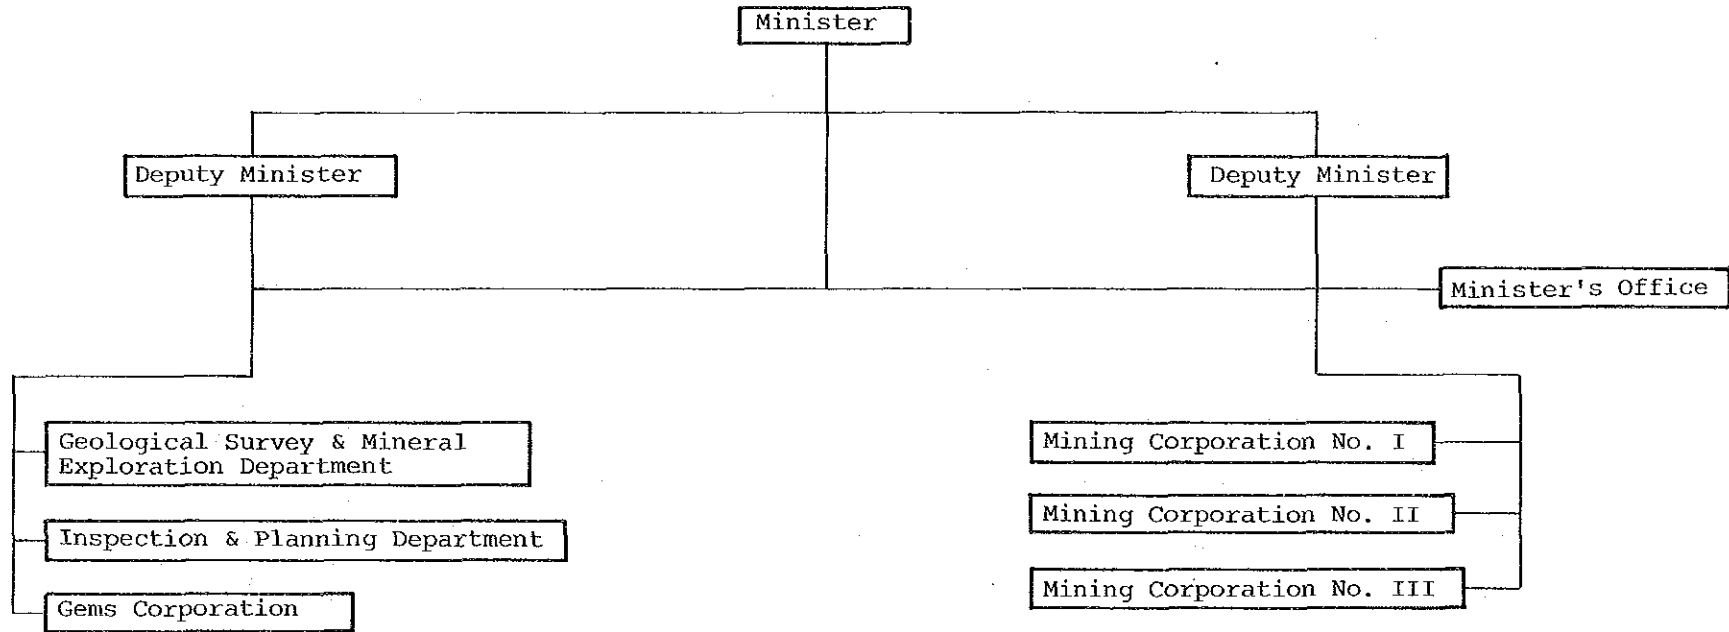 Minister
Deputy Minister
Deputy Minister
Minister's Office
Geological Survey & Mineral
Exploration Department
Inspection & Planning Department
Gems Corporation
Mining Corporation No. I
Mining Corporation No. II
Mining Corporation No. III